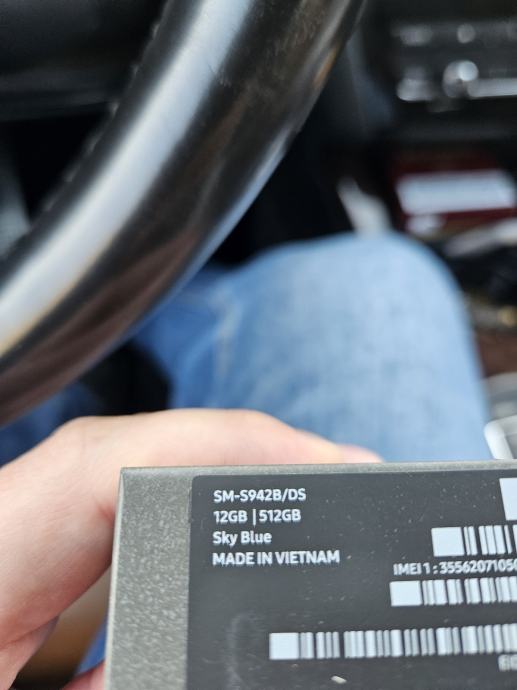 SM-S942B/DS
12GB | 512GB
Sky Blue
MADE IN VIETNAM
IMEI 1 : 35562071050